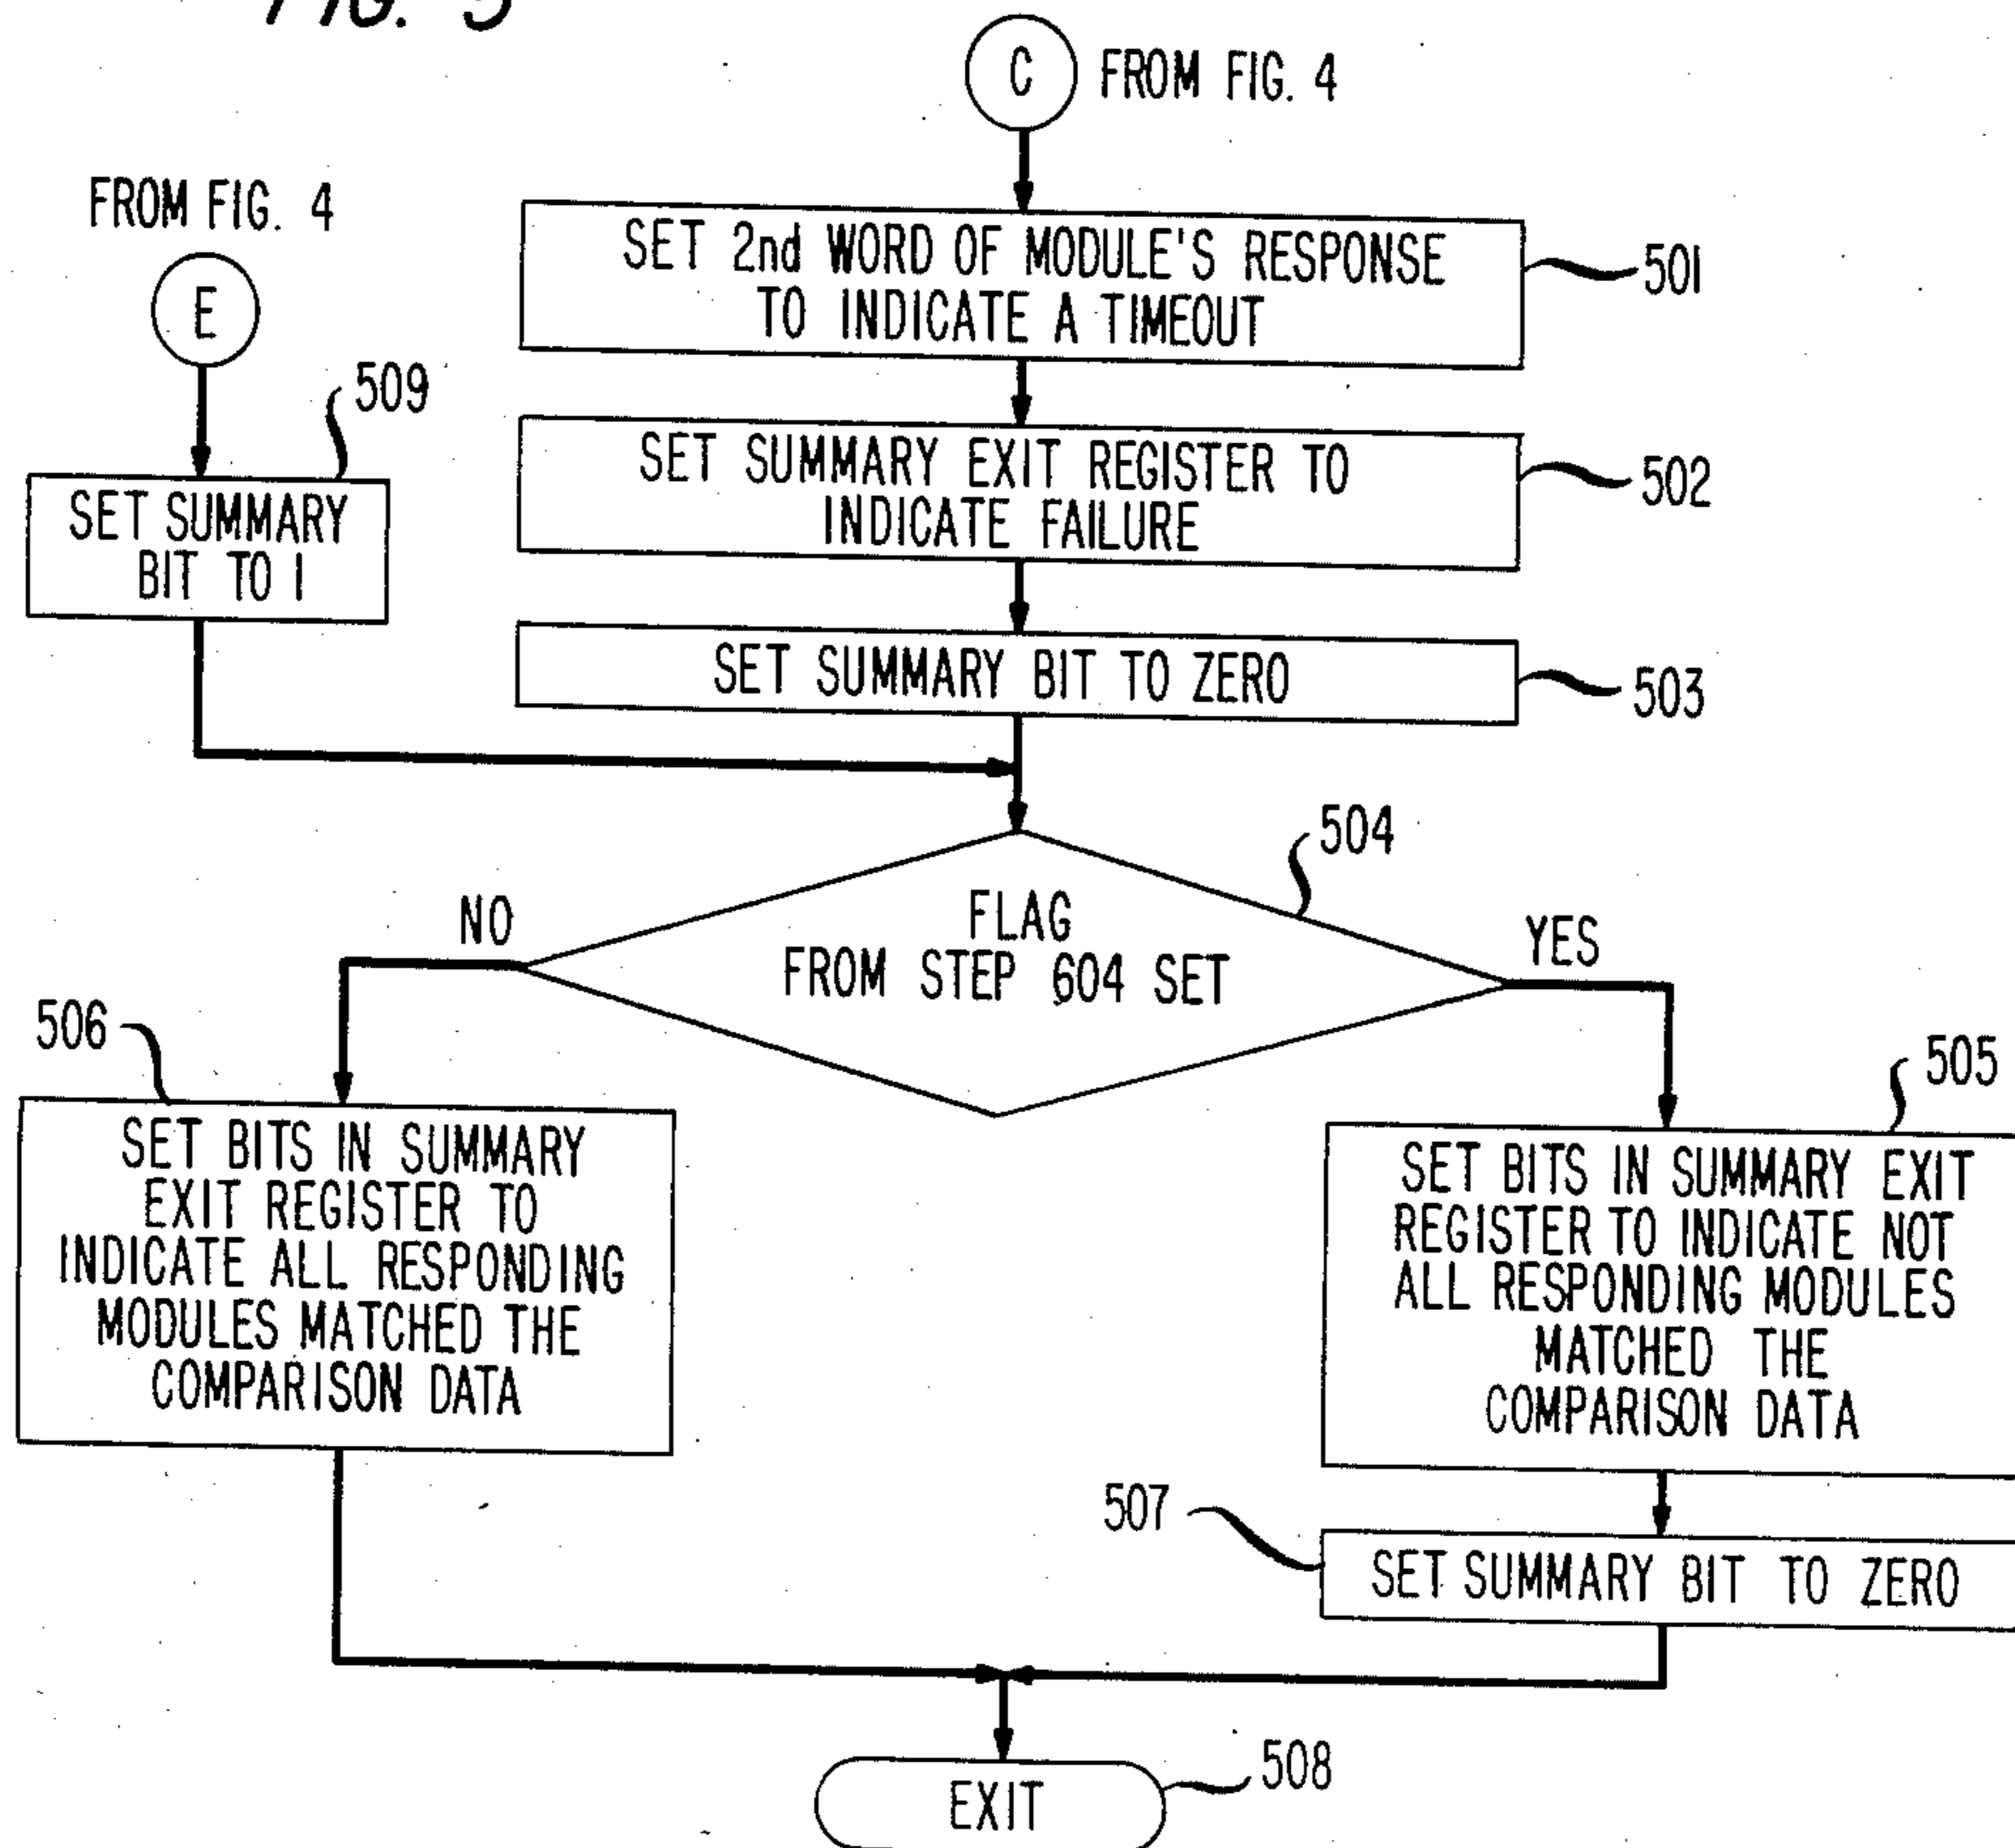 FIG. 5
C FROM FIG. 4
FROM FIG. 4
E
SET 2nd WORD OF MODULE'S RESPONSE
TO INDICATE A TIMEOUT
501
509
SET SUMMARY
BIT TO 1
SET SUMMARY EXIT REGISTER TO
INDICATE FAILURE
502
SET SUMMARY BIT TO ZERO
503
504
FLAG
FROM STEP 604 SET
NO
YES
506
SET BITS IN SUMMARY
EXIT REGISTER TO
INDICATE ALL RESPONDING
MODULES MATCHED THE
COMPARISON DATA
505
SET BITS IN SUMMARY EXIT
REGISTER TO INDICATE NOT
ALL RESPONDING MODULES
MATCHED THE
COMPARISON DATA
507
SET SUMMARY BIT TO ZERO
EXIT
508